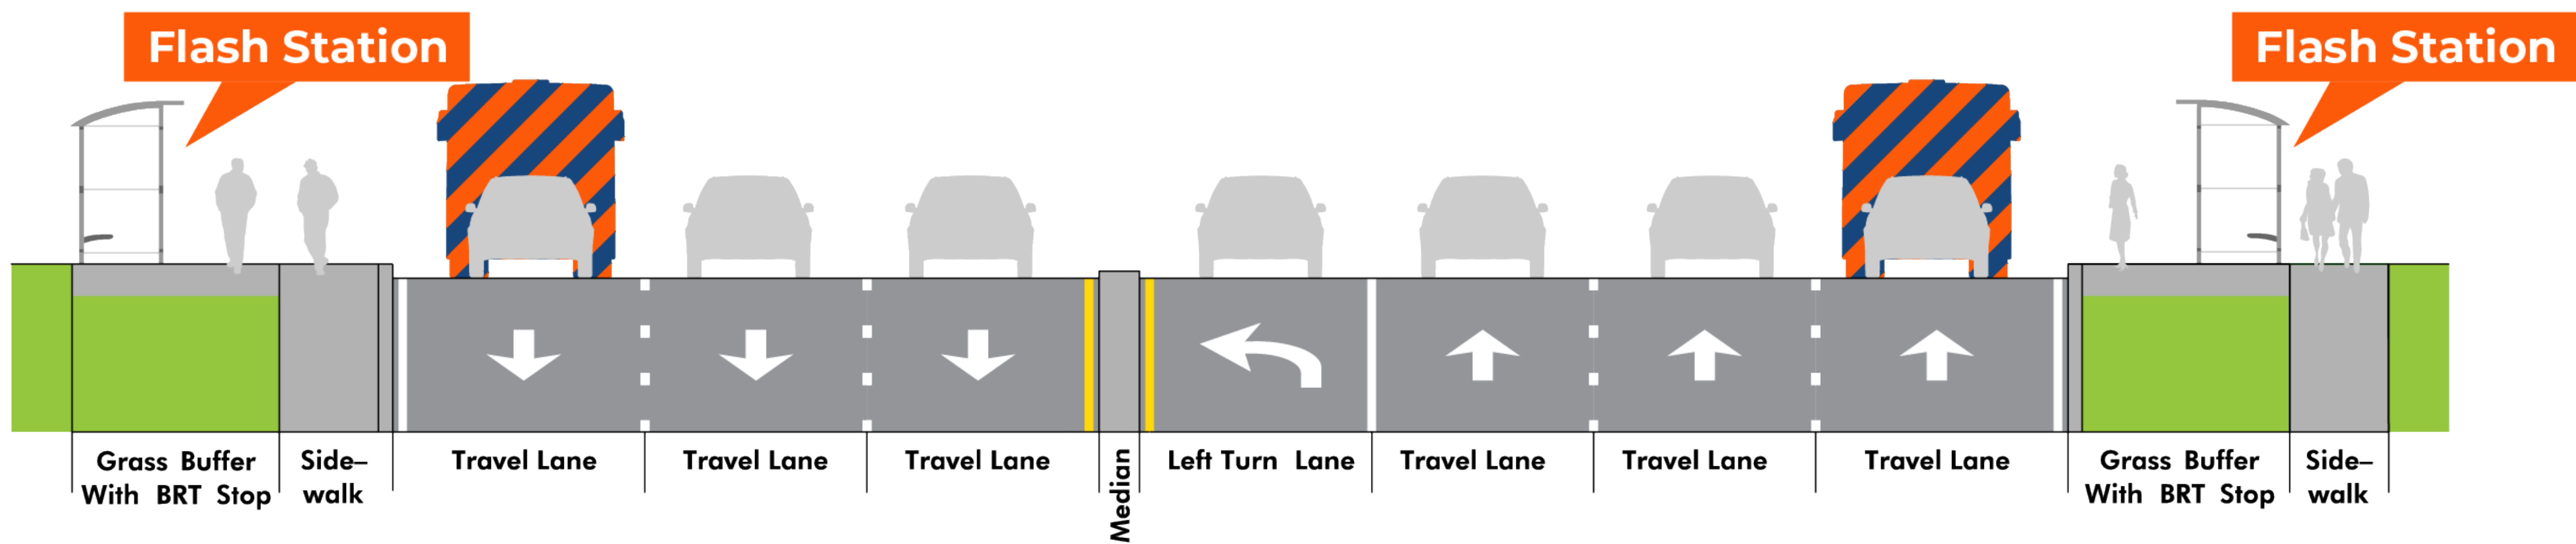 Flash Station
Flash Station
Grass Buffer
With BRT Stop
Side-
walk
Travel Lane
Travel Lane
Travel Lane
Median
Left Turn Lane
Travel Lane
Travel Lane
Travel Lane
Grass Buffer
With BRT Stop
Side-
walk